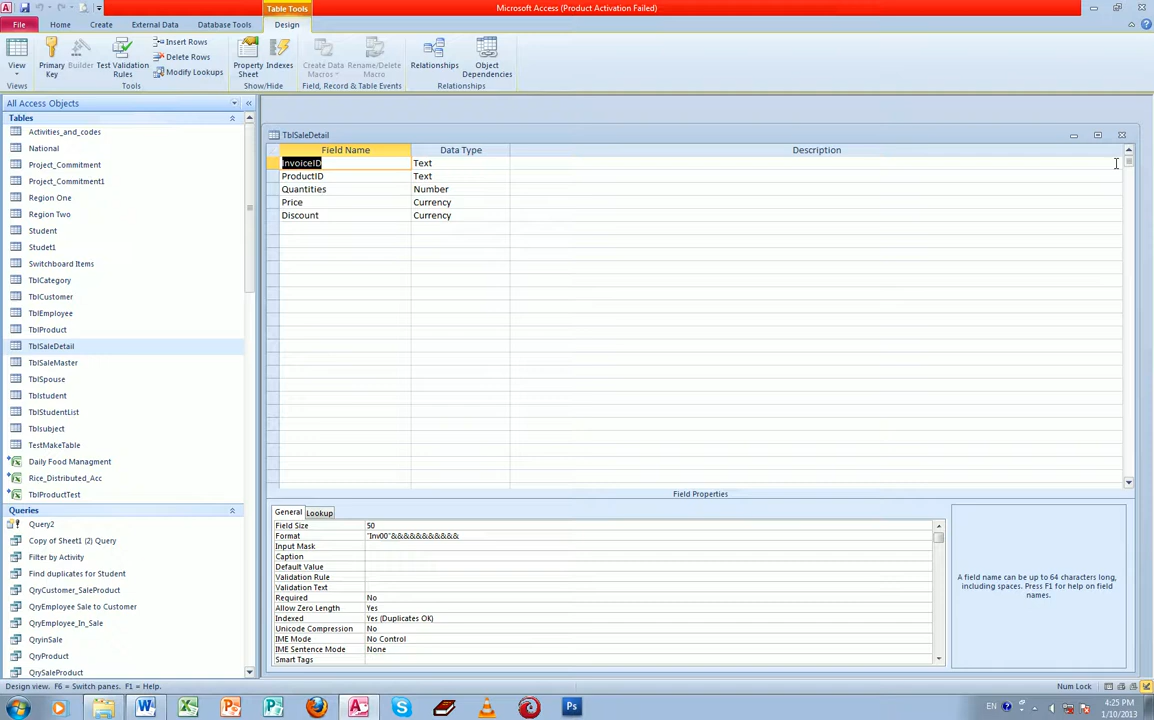 Microsoft Access (Product Activation Failed)
Table Tools
File
Home
Create
External Data
Database Tools
Design
View
Primary Key
Builder
Test Validation Rules
Insert Rows
Delete Rows
Modify Lookups
Property Sheet
Indexes
Create Data Macros
Rename/Delete Macro
Relationships
Object Dependencies
Views
Tools
Show/Hide
Field, Record & Table Events
Relationships
All Access Objects
Tables
Activities_and_codes
National
Project_Commitment
Project_Commitment1
Region One
Region Two
Student
Studet1
Switchboard Items
TblCategory
TblCustomer
TblEmployee
TblProduct
TblSaleDetail
TblSaleMaster
TblSpouse
Tblstudent
TblStudentList
Tblsubject
TestMakeTable
Daily Food Managment
Rice_Distributed_Acc
TblProductTest
Queries
Query2
Copy of Sheet1 (2) Query
Filter by Activity
Find duplicates for Student
QryCustomer_SaleProduct
QryEmployee Sale to Customer
QryEmployee_In_Sale
QryinSale
QryProduct
QrySaleProduct
TblSaleDetail
Field Name Data Type Description
InvoiceID Text
ProductID Text
Quantities Number
Price Currency
Discount Currency
Field Properties
General Lookup
Field Size 50
Format "Inv00"&&&&&&&&&&&
Input Mask
Caption
Default Value
Validation Rule
Validation Text
Required No
Allow Zero Length Yes
Indexed Yes (Duplicates OK)
Unicode Compression No
IME Mode No Control
IME Sentence Mode None
Smart Tags
A field name can be up to 64 characters long, including spaces. Press F1 for help on field names.
Design view. F6 = Switch panes. F1 = Help.
Num Lock
EN
4:25 PM
1/10/2013